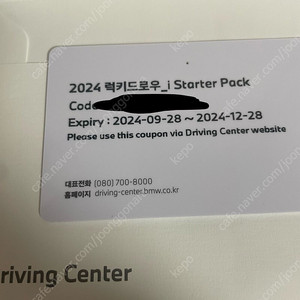 2024 럭키드로우_i Starter Pack
Code
Expiry : 2024-09-28 ~ 2024-12-28
Please use this coupon via Driving Center website
대표전화 (080) 700-8000
홈페이지 driving-center.bmw.co.kr
riving Center